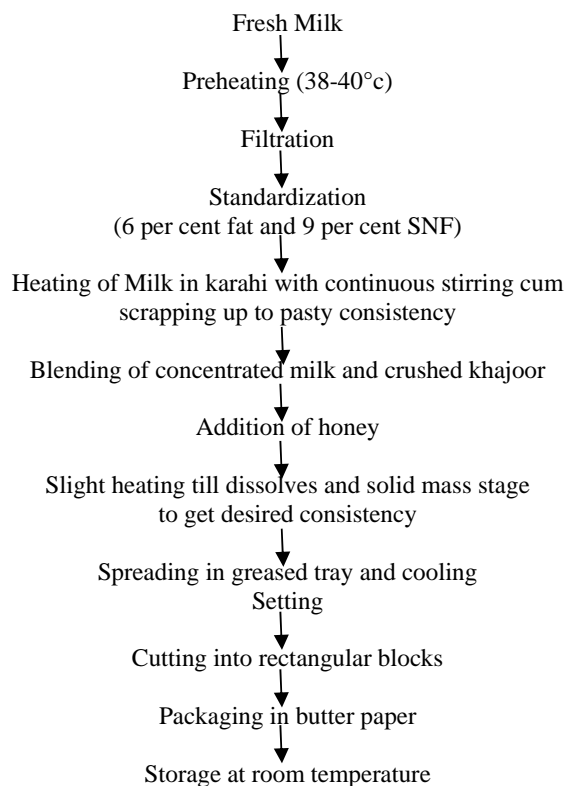 Fresh Milk
Preheating (38-40°c)
Filtration
Standardization
(6 per cent fat and 9 per cent SNF)
Heating of Milk in karahi with continuous stirring cum
scrapping up to pasty consistency
Blending of concentrated milk and crushed khajoor
Addition of honey
Slight heating till dissolves and solid mass stage
to get desired consistency
Spreading in greased tray and cooling
Setting
Cutting into rectangular blocks
Packaging in butter paper
Storage at room temperature